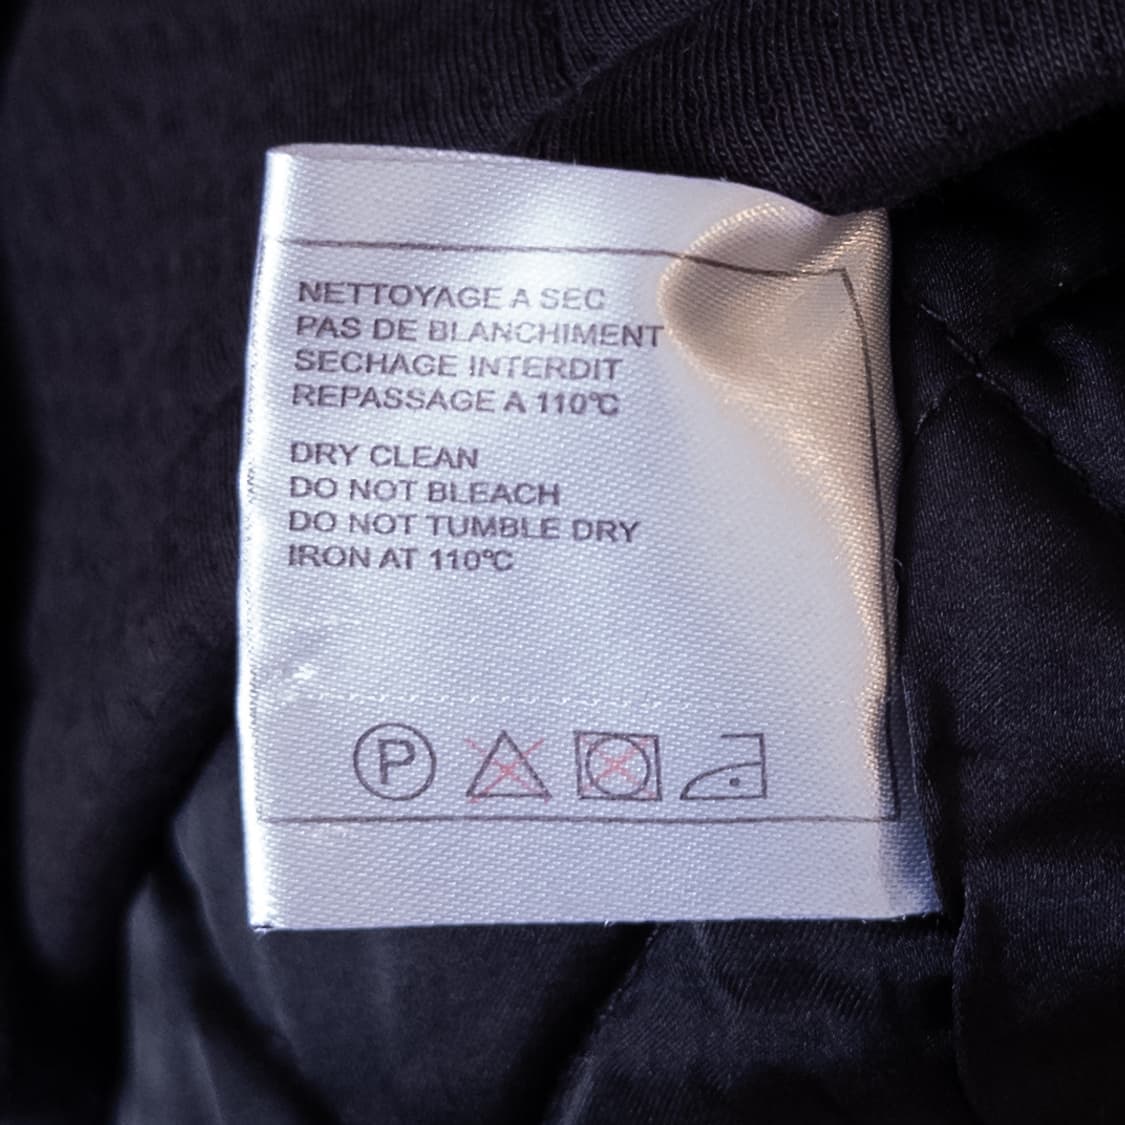 NETTOYAGE A SEC
PAS DE BLANCHIMENT
SECHAGE INTERDIT
REPASSAGE A 110℃
DRY CLEAN
DO NOT BLEACH
DO NOT TUMBLE DRY
IRON AT 110℃
P